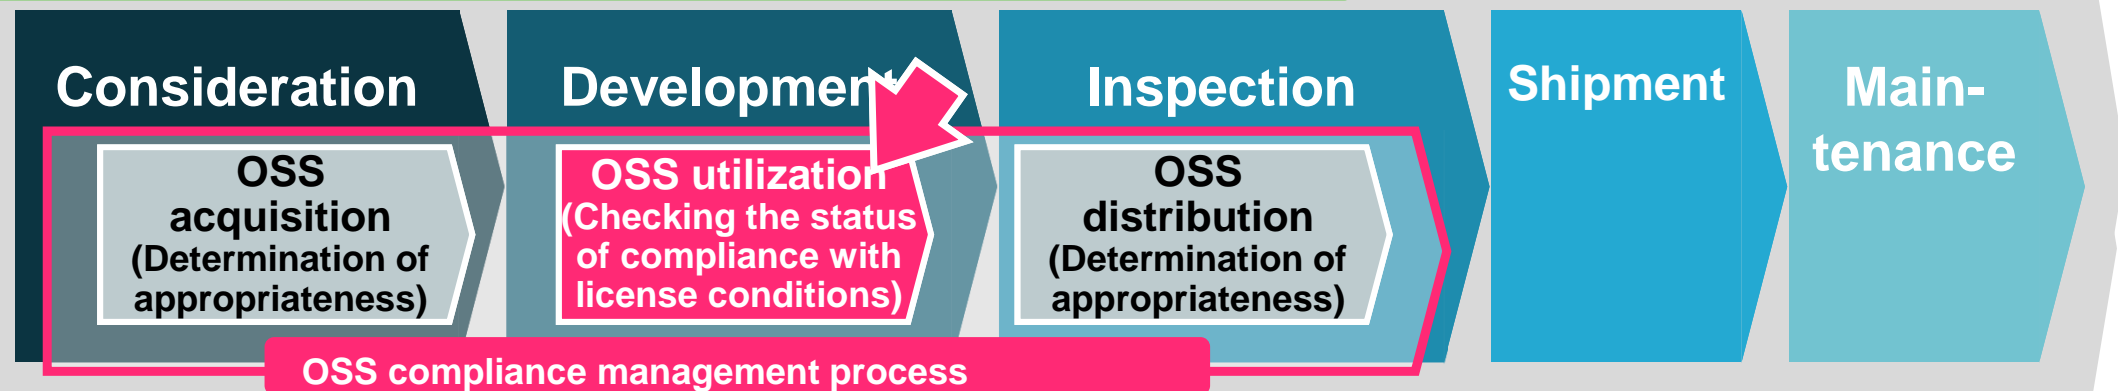 Consideration
Development
Inspection
Shipment
Main-
tenance
OSS
acquisition
(Determination of
appropriateness)
OSS utilization
(Checking the status
of compliance with
license conditions)
OSS
distribution
(Determination of
appropriateness)
OSS compliance management process